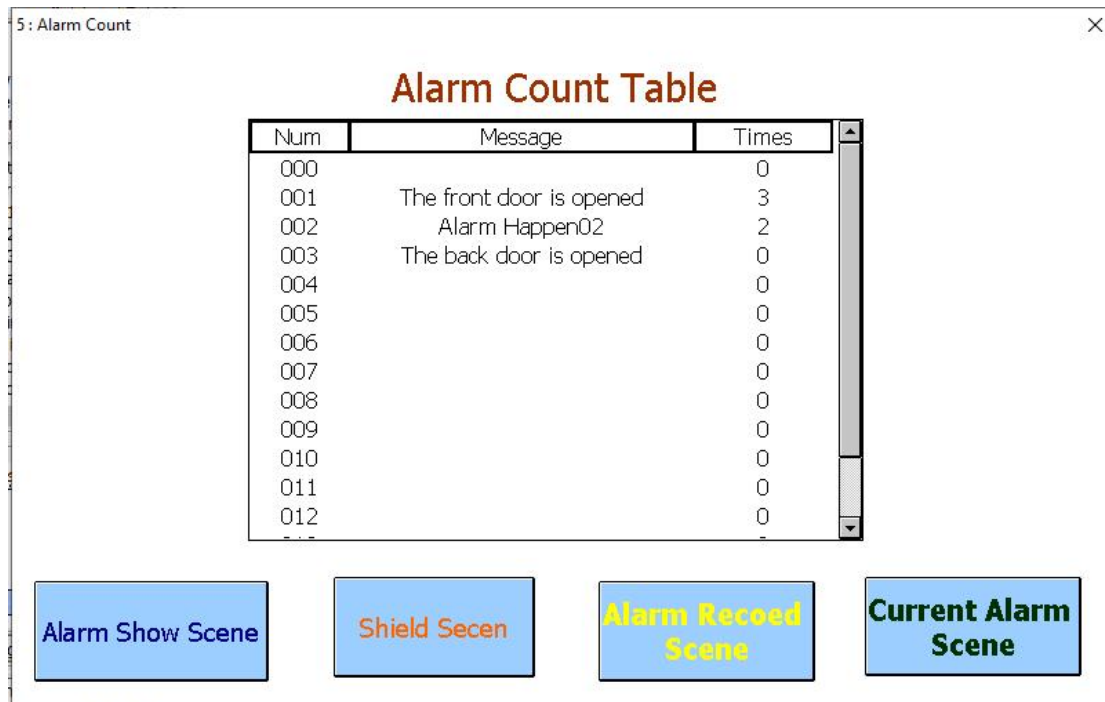 5 : Alarm Count
Alarm Count Table
Num Message Times
000 0
001 The front door is opened 3
002 Alarm Happen02 2
003 The back door is opened 0
004 0
005 0
006 0
007 0
008 0
009 0
010 0
011 0
012 0
Alarm Show Scene
Shield Secen
Alarm Recoed
Scene
Current Alarm
Scene